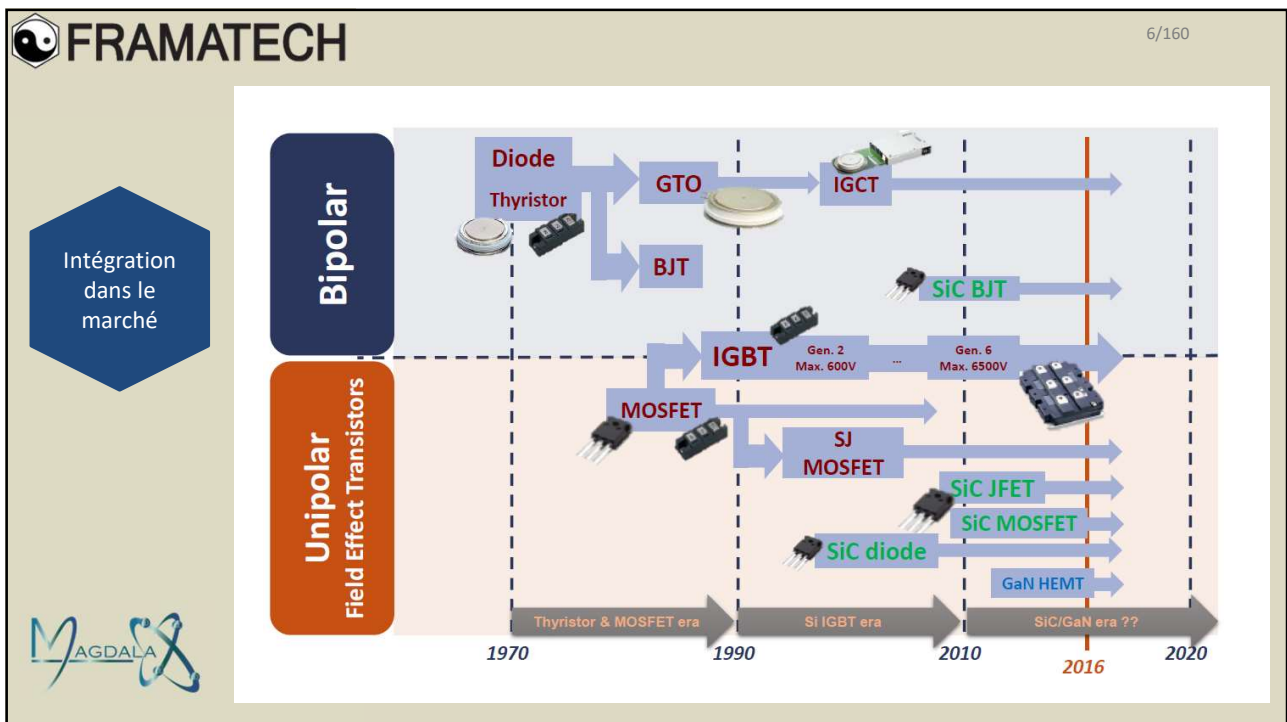 FRAMATECH
6/160
Intégration
dans le
marché
Bipolar
Unipolar
Field Effect Transistors
Diode
Thyristor
GTO
IGCT
BJT
SiC BJT
IGBT
Gen. 2
Max. 600V
...
Gen. 6
Max. 6500V
MOSFET
SJ
MOSFET
SiC JFET
SiC MOSFET
SiC diode
GaN HEMT
Thyristor & MOSFET era
Si IGBT era
SiC/GaN era ??
1970
1990
2010
2016
2020
MAGDALA